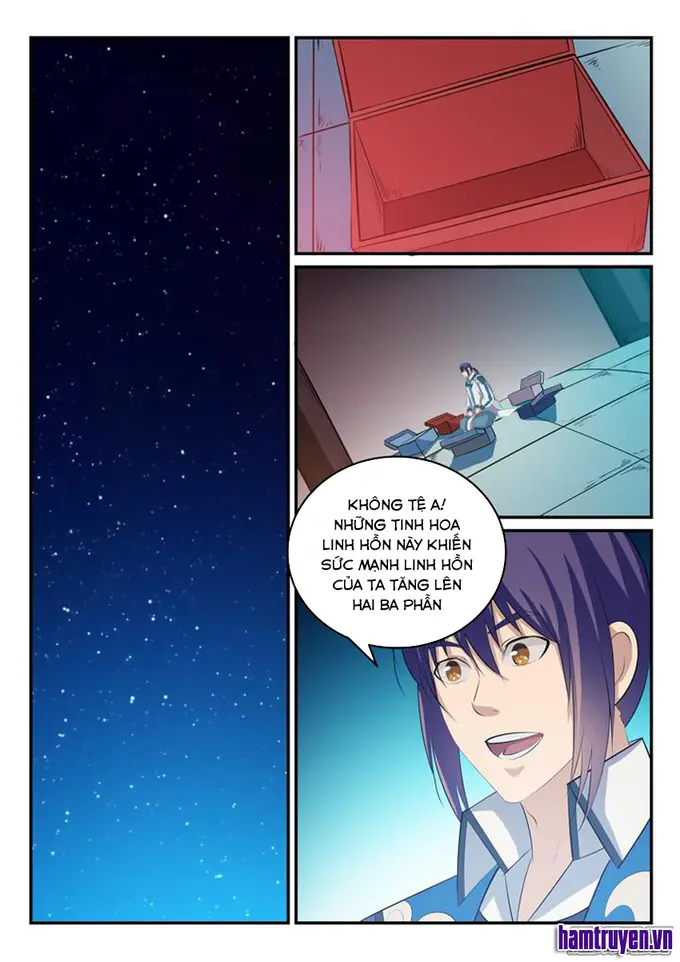 KHÔNG TỆ A!
NHỮNG TINH HOA
LINH HỒN NÀY KHIẾN
SỨC MẠNH LINH HỒN
CỦA TA TĂNG LÊN
HAI BA PHẦN
hamtruyen.vn